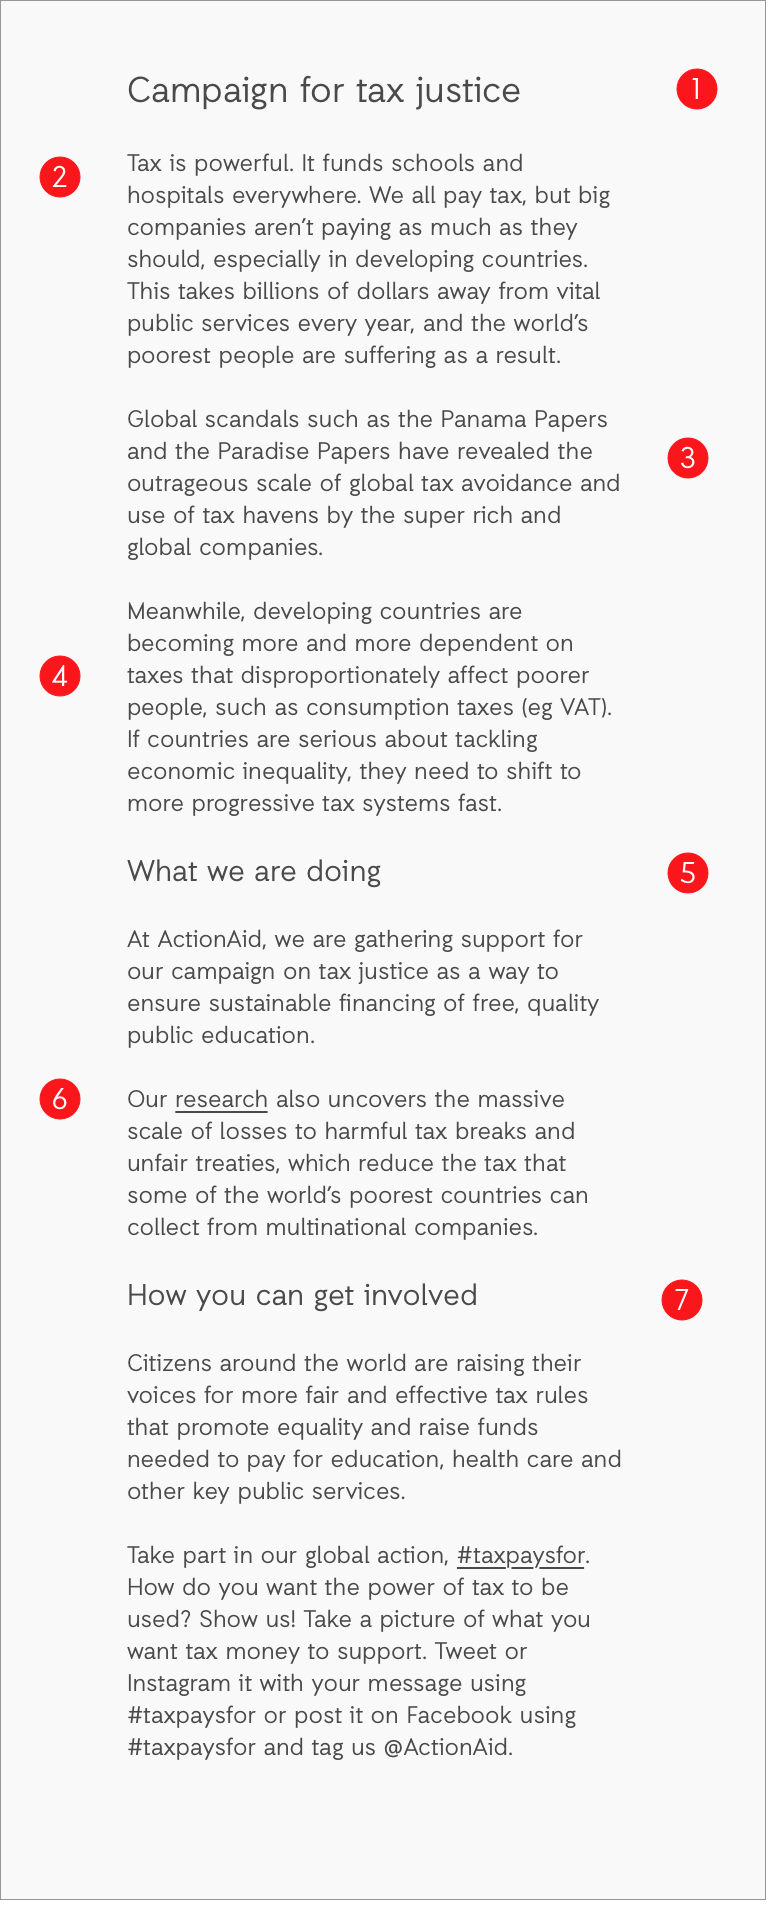 Campaign for tax justice
1
2
Tax is powerful. It funds schools and
hospitals everywhere. We all pay tax, but big
companies aren’t paying as much as they
should, especially in developing countries.
This takes billions of dollars away from vital
public services every year, and the world’s
poorest people are suffering as a result.
Global scandals such as the Panama Papers
and the Paradise Papers have revealed the
3
outrageous scale of global tax avoidance and
use of tax havens by the super rich and
global companies.
Meanwhile, developing countries are
becoming more and more dependent on
4
taxes that disproportionately affect poorer
people, such as consumption taxes (eg VAT).
If countries are serious about tackling
economic inequality, they need to shift to
more progressive tax systems fast.
What we are doing
5
At ActionAid, we are gathering support for
our campaign on tax justice as a way to
ensure sustainable financing of free, quality
public education.
6
Our research also uncovers the massive
scale of losses to harmful tax breaks and
unfair treaties, which reduce the tax that
some of the world’s poorest countries can
collect from multinational companies.
How you can get involved
7
Citizens around the world are raising their
voices for more fair and effective tax rules
that promote equality and raise funds
needed to pay for education, health care and
other key public services.
Take part in our global action, #taxpaysfor.
How do you want the power of tax to be
used? Show us! Take a picture of what you
want tax money to support. Tweet or
Instagram it with your message using
#taxpaysfor or post it on Facebook using
#taxpaysfor and tag us @ActionAid.